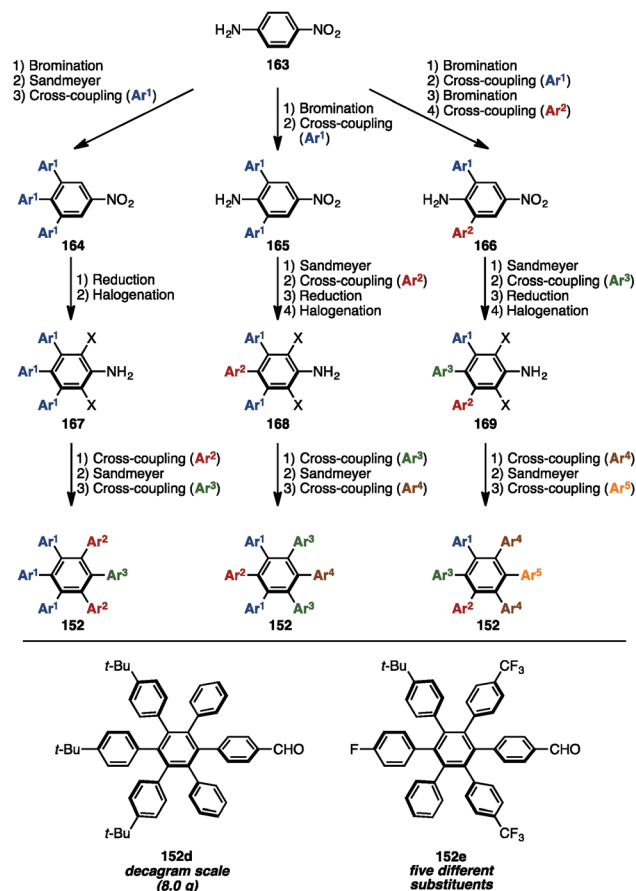 H2N NO2
163
1) Bromination
2) Sandmeyer
3) Cross-coupling (Ar1)
1) Bromination
2) Cross-coupling
(Ar1)
1) Bromination
2) Cross-coupling (Ar1)
3) Bromination
4) Cross-coupling (Ar2)
Ar1
Ar1 NO2
Ar1
164
Ar1
H2N NO2
Ar1
165
Ar1
H2N NO2
Ar2
166
1) Reduction
2) Halogenation
1) Sandmeyer
2) Cross-coupling (Ar2)
3) Reduction
4) Halogenation
1) Sandmeyer
2) Cross-coupling (Ar3)
3) Reduction
4) Halogenation
Ar1 X
Ar1 NH2
Ar1 X
167
Ar1 X
Ar2 NH2
Ar1 X
168
Ar1 X
Ar3 NH2
Ar2 X
169
1) Cross-coupling (Ar2)
2) Sandmeyer
3) Cross-coupling (Ar3)
1) Cross-coupling (Ar3)
2) Sandmeyer
3) Cross-coupling (Ar4)
1) Cross-coupling (Ar4)
2) Sandmeyer
3) Cross-coupling (Ar5)
Ar1 Ar2
Ar1 Ar3
Ar1 Ar2
152
Ar1 Ar3
Ar2 Ar4
Ar1 Ar3
152
Ar1 Ar4
Ar3 Ar5
Ar2 Ar4
152
t-Bu
t-Bu CHO
t-Bu
152d
decagram scale
(8.0 g)
t-Bu CF3
F CHO
CF3
152e
five different
substituents